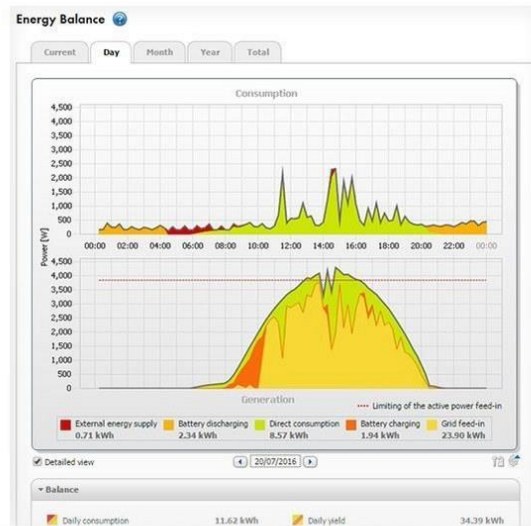 Energy Balance ?
Current Day Month Year Total
Consumption
4,500
4,000
3,500
3,000
2,500
2,000
1,500
1,000
500
0
00:00 02:00 04:00 06:00 08:00 10:00 12:00 14:00 16:00 18:00 20:00 22:00 00:00
Power [W]
4,500
4,000
3,500
3,000
2,500
2,000
1,500
1,000
500
0
Generation
Limiting of the active power feed-in
External energy supply Battery discharging Direct consumption Battery charging Grid feed-in
0.71 kWh 2.34 kWh 8.57 kWh 1.94 kWh 23.90 kWh
Detailed view 20/07/2016
Balance
Daily consumption 11.62 kWh Daily yield 34.39 kWh